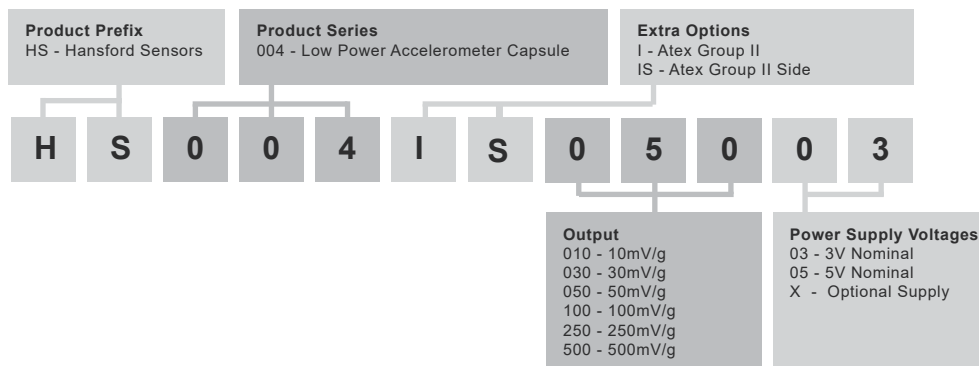 Product Prefix
HS - Hansford Sensors
Product Series
004 - Low Power Accelerometer Capsule
Extra Options
I - Atex Group II
IS - Atex Group II Side
H S 0 0 4 I S 0 5 0 0 3
Output
010 - 10mV/g
030 - 30mV/g
050 - 50mV/g
100 - 100mV/g
250 - 250mV/g
500 - 500mV/g
Power Supply Voltages
03 - 3V Nominal
05 - 5V Nominal
X - Optional Supply